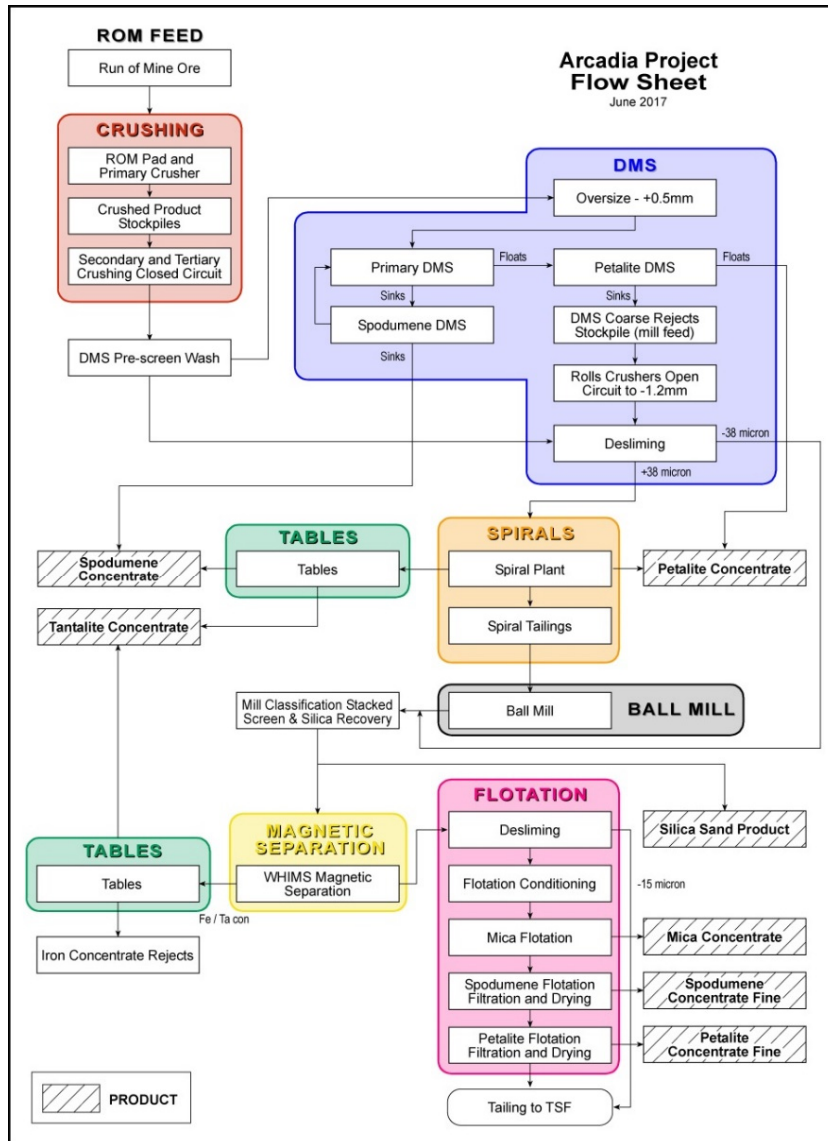 ROM FEED
Run of Mine Ore
Arcadia Project
Flow Sheet
June 2017
CRUSHING
ROM Pad and
Primary Crusher
Crushed Product
Stockpiles
Secondary and Tertiary
Crushing Closed Circuit
DMS Pre-screen Wash
DMS
Oversize - +0.5mm
Primary DMS
Floats
Petalite DMS
Floats
Sinks
Sinks
Spodumene DMS
DMS Coarse Rejects
Stockpile (mill feed)
Sinks
Rolls Crushers Open
Circuit to -1.2mm
Desliming
-38 micron
+38 micron
TABLES
Tables
SPIRALS
Spiral Plant
Spiral Tailings
Spodumene
Concentrate
Petalite Concentrate
Tantalite Concentrate
Mill Classification Stacked
Screen & Silica Recovery
Ball Mill
BALL MILL
FLOTATION
Desliming
Flotation Conditioning
Mica Flotation
Spodumene Flotation
Filtration and Drying
Petalite Flotation
Filtration and Drying
Tailing to TSF
-15 micron
Silica Sand Product
Mica Concentrate
Spodumene
Concentrate Fine
Petalite
Concentrate Fine
MAGNETIC
SEPARATION
WHIMS Magnetic
Separation
Fe / Ta con
TABLES
Tables
Iron Concentrate Rejects
PRODUCT